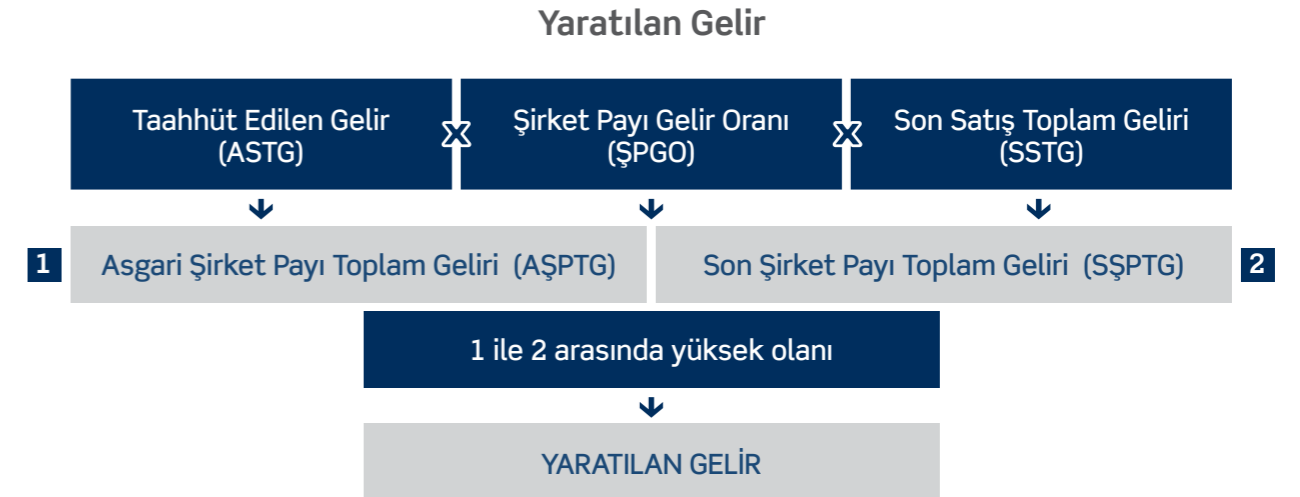 Yaratılan Gelir
Taahhüt Edilen Gelir
(ASTG)
x
Şirket Payı Gelir Oranı
(ŞPGO)
x
Son Satış Toplam Geliri
(SSTG)
1
Asgari Şirket Payı Toplam Geliri (AŞPTG)
Son Şirket Payı Toplam Geliri (SŞPTG)
2
1 ile 2 arasında yüksek olanı
YARATILAN GELİR